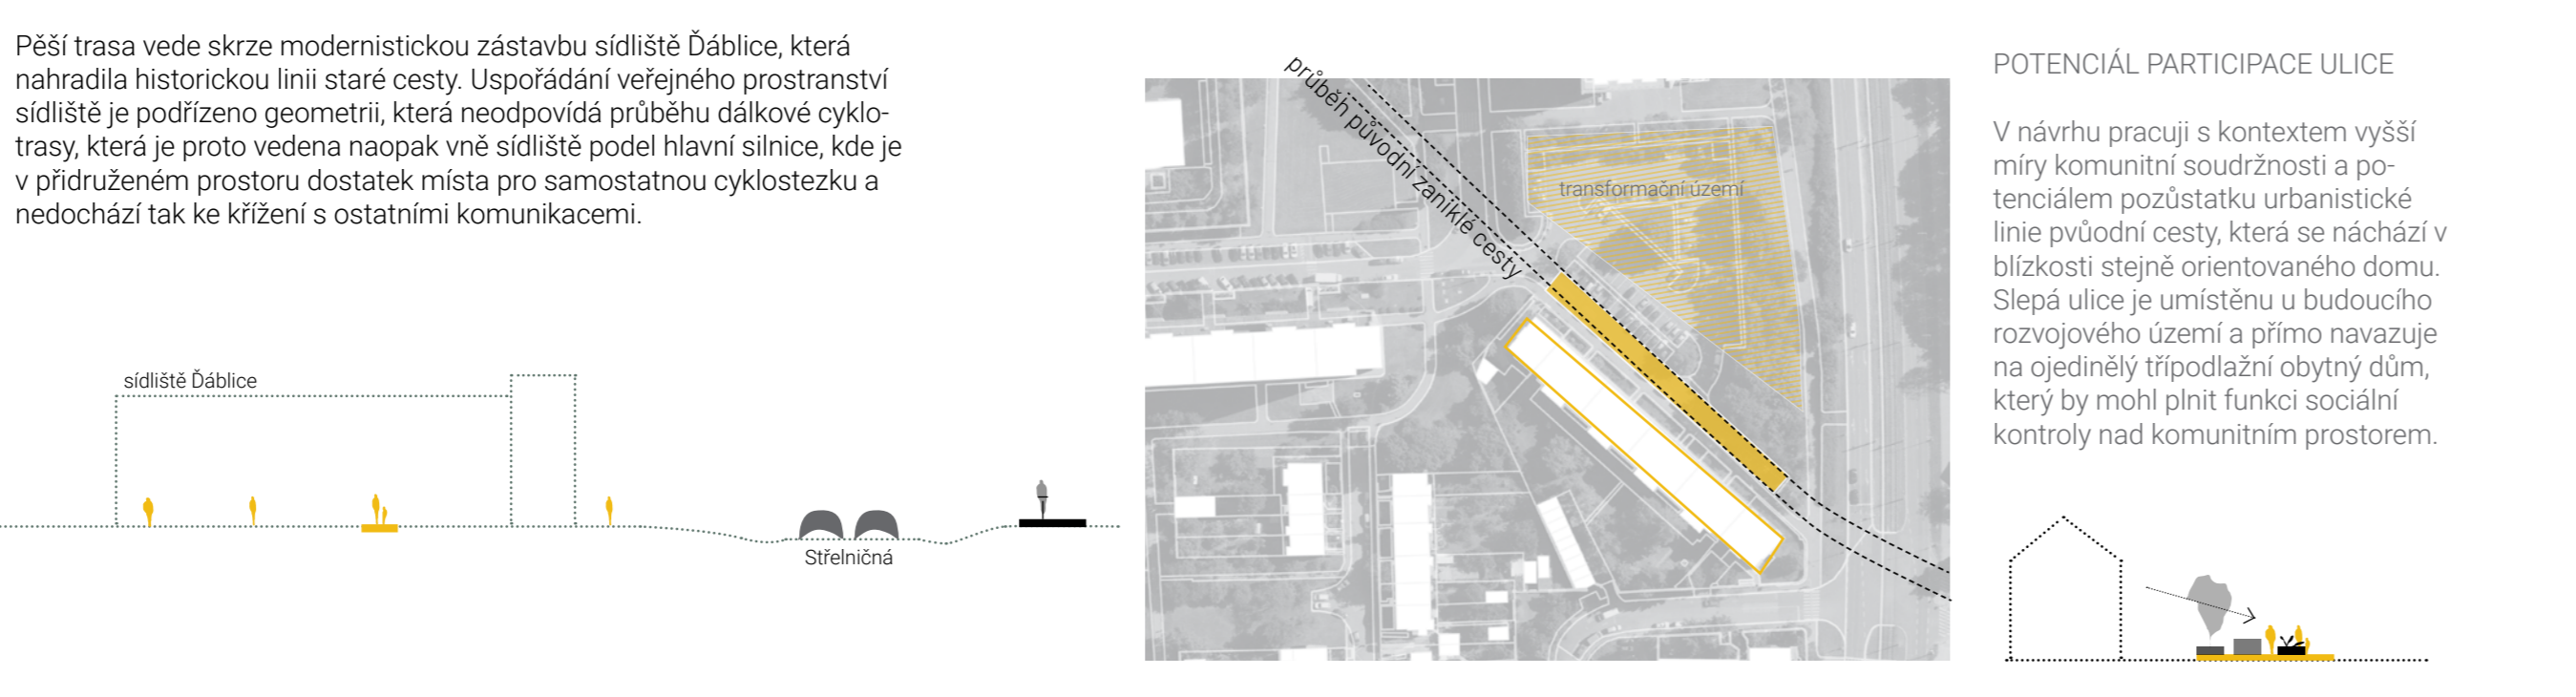 Pěší trasa vede skrze modernistickou zástavbu sídliště Ďáblice, která
nahradila historickou linii staré cesty. Uspořádání veřejného prostranství
sídliště je podřízeno geometrii, která neodpovídá průběhu dálkové cyklo-
trasy, která je proto vedena naopak vně sídliště podel hlavní silnice, kde je
v přidruženém prostoru dostatek místa pro samostatnou cyklostezku a
nedochází tak ke křížení s ostatními komunikacemi.
sídliště Ďáblice
Střelničná
průběh původní zaniklé cesty
transformační území
POTENCIÁL PARTICIPACE ULICE
V návrhu pracuji s kontextem vyšší
míry komunitní soudržnosti a po-
tenciálem pozůstatku urbanistické
linie pvůodní cesty, která se náchází v
blízkosti stejně orientovaného domu.
Slepá ulice je umístěnu u budoucího
rozvojového území a přímo navazuje
na ojedinělý třípodlažní obytný dům,
který by mohl plnit funkci sociální
kontroly nad komunitním prostorem.